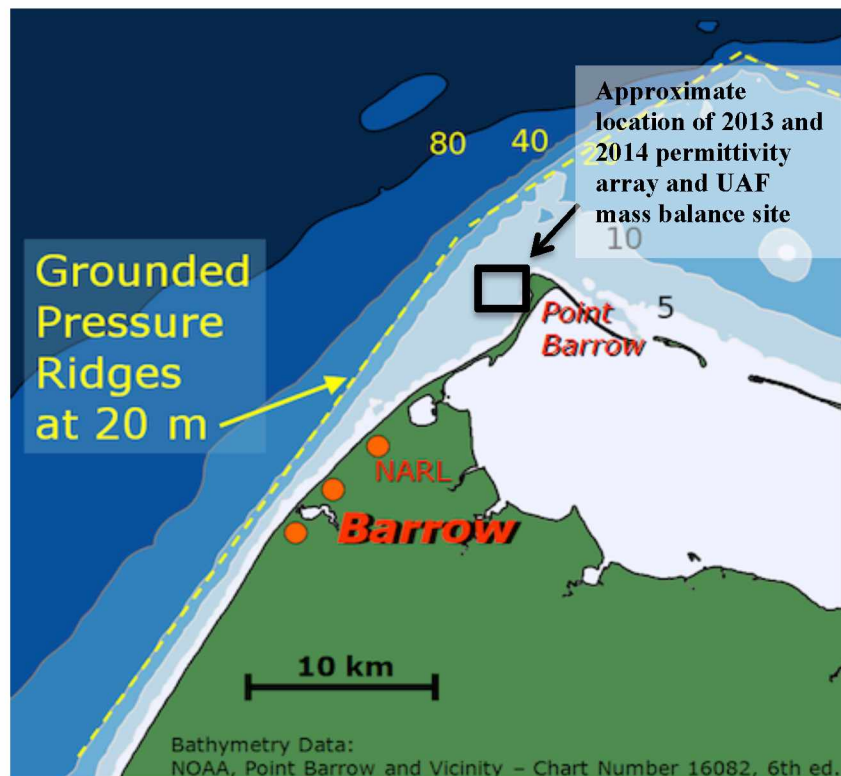 Approximate
location of 2013 and
2014 permittivity
array and UAF
mass balance site
80
40
20
10
5
Grounded
Pressure
Ridges
at 20 m
Point
Barrow
NARL
Barrow
10 km
Bathymetry Data:
NOAA, Point Barrow and Vicinity – Chart Number 16082, 6th ed.